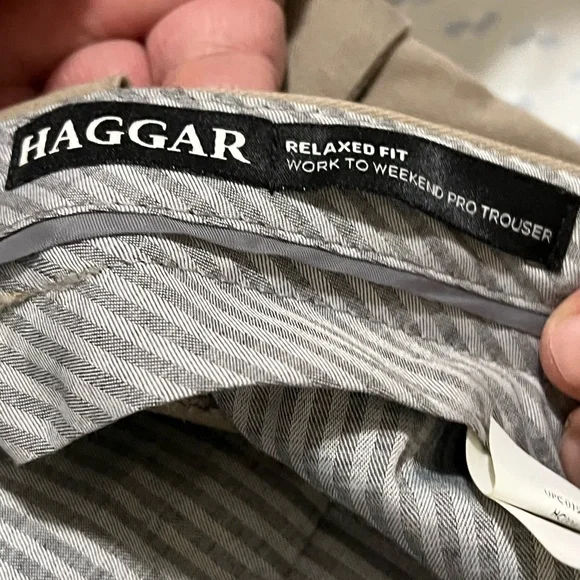 HAGGAR
RELAXED FIT
WORK TO WEEKEND PRO TROUSER